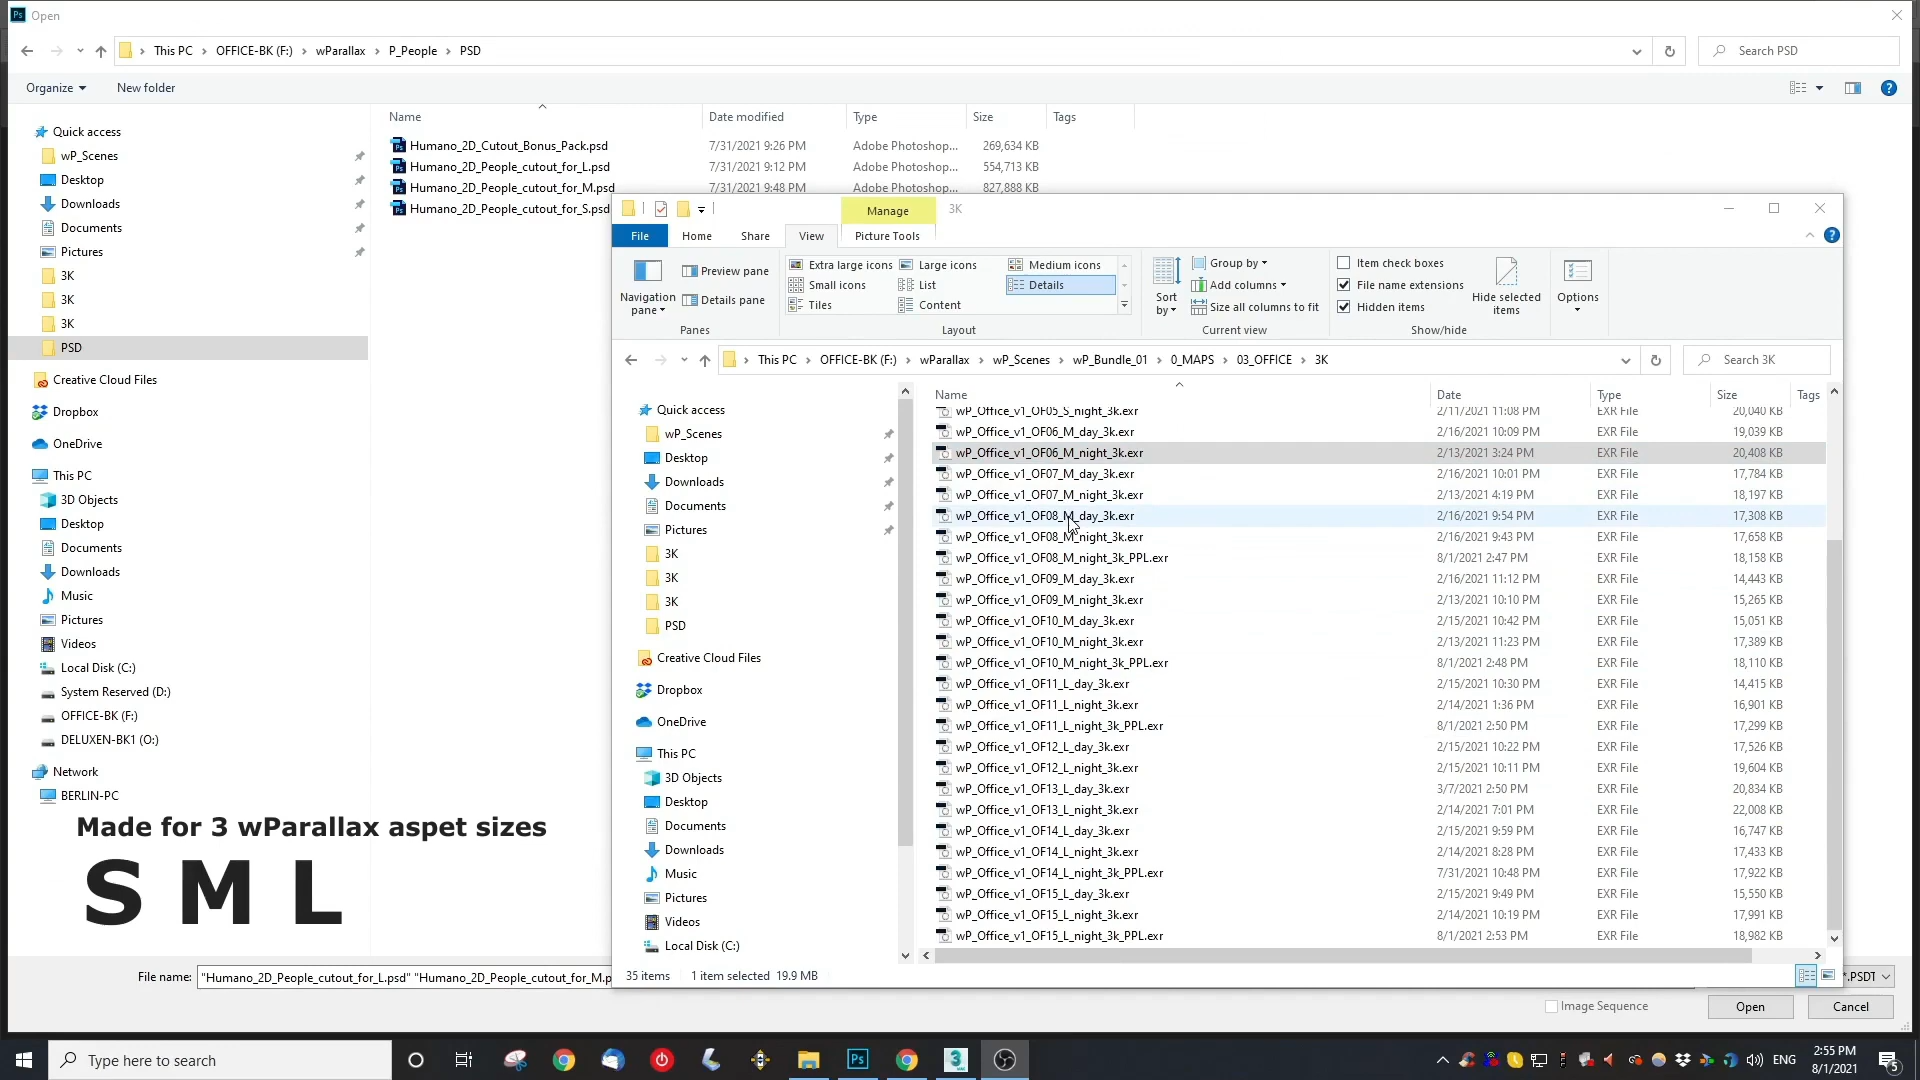 Open
This PC > OFFICE-BK (F:) > wParallax > P_People > PSD
Search PSD
Organize
New folder
Quick access
wP_Scenes
Desktop
Downloads
Documents
Pictures
3K
3K
3K
PSD
Creative Cloud Files
Dropbox
OneDrive
This PC
3D Objects
Desktop
Documents
Downloads
Music
Pictures
Videos
Local Disk (C:)
System Reserved (D:)
OFFICE-BK (F:)
DELUXEN-BK1 (O:)
Network
BERLIN-PC
Made for 3 wParallax aspet sizes
S M L
Name Date modified Type Size Tags
Humano_2D_Cutout_Bonus_Pack.psd 7/31/2021 9:26 PM Adobe Photoshop... 269,634 KB
Humano_2D_People_cutout_for_L.psd 7/31/2021 9:12 PM Adobe Photoshop... 554,713 KB
Humano_2D_People_cutout_for_M.psd 7/31/2021 9:48 PM Adobe Photoshop... 827,888 KB
Humano_2D_People_cutout_for_S.psd
Manage
3K
File Home Share View Picture Tools
Navigation pane
Preview pane
Details pane
Panes
Extra large icons Large icons Medium icons
Small icons List Details
Tiles Content
Layout
Sort by
Group by
Add columns
Size all columns to fit
Current view
Item check boxes
File name extensions
Hidden items
Hide selected items
Show/hide
Options
This PC > OFFICE-BK (F:) > wParallax > wP_Scenes > wP_Bundle_01 > 0_MAPS > 03_OFFICE > 3K
Search 3K
Quick access
wP_Scenes
Desktop
Downloads
Documents
Pictures
3K
3K
3K
PSD
Creative Cloud Files
Dropbox
OneDrive
This PC
3D Objects
Desktop
Documents
Downloads
Music
Pictures
Videos
Local Disk (C:)
Name Date Type Size Tags
wP_Office_v1_OF05_S_night_3k.exr 2/11/2021 11:08 PM EXR File 20,040 KB
wP_Office_v1_OF06_M_day_3k.exr 2/16/2021 10:09 PM EXR File 19,039 KB
wP_Office_v1_OF06_M_night_3k.exr 2/13/2021 3:24 PM EXR File 20,408 KB
wP_Office_v1_OF07_M_day_3k.exr 2/16/2021 10:01 PM EXR File 17,784 KB
wP_Office_v1_OF07_M_night_3k.exr 2/13/2021 4:19 PM EXR File 18,197 KB
wP_Office_v1_OF08_M_day_3k.exr 2/16/2021 9:54 PM EXR File 17,308 KB
wP_Office_v1_OF08_M_night_3k.exr 2/16/2021 9:43 PM EXR File 17,658 KB
wP_Office_v1_OF08_M_night_3k_PPL.exr 8/1/2021 2:47 PM EXR File 18,158 KB
wP_Office_v1_OF09_M_day_3k.exr 2/16/2021 11:12 PM EXR File 14,443 KB
wP_Office_v1_OF09_M_night_3k.exr 2/13/2021 10:10 PM EXR File 15,265 KB
wP_Office_v1_OF10_M_day_3k.exr 2/15/2021 10:42 PM EXR File 15,051 KB
wP_Office_v1_OF10_M_night_3k.exr 2/13/2021 11:23 PM EXR File 17,389 KB
wP_Office_v1_OF10_M_night_3k_PPL.exr 8/1/2021 2:48 PM EXR File 18,110 KB
wP_Office_v1_OF11_L_day_3k.exr 2/15/2021 10:30 PM EXR File 14,415 KB
wP_Office_v1_OF11_L_night_3k.exr 2/14/2021 1:36 PM EXR File 16,901 KB
wP_Office_v1_OF11_L_night_3k_PPL.exr 8/1/2021 2:50 PM EXR File 17,299 KB
wP_Office_v1_OF12_L_day_3k.exr 2/15/2021 10:22 PM EXR File 17,526 KB
wP_Office_v1_OF12_L_night_3k.exr 2/15/2021 10:11 PM EXR File 19,604 KB
wP_Office_v1_OF13_L_day_3k.exr 3/7/2021 2:50 PM EXR File 20,834 KB
wP_Office_v1_OF13_L_night_3k.exr 2/14/2021 7:01 PM EXR File 22,008 KB
wP_Office_v1_OF14_L_day_3k.exr 2/15/2021 9:59 PM EXR File 16,747 KB
wP_Office_v1_OF14_L_night_3k.exr 2/14/2021 8:28 PM EXR File 17,433 KB
wP_Office_v1_OF14_L_night_3k_PPL.exr 7/31/2021 10:48 PM EXR File 17,922 KB
wP_Office_v1_OF15_L_day_3k.exr 2/15/2021 9:49 PM EXR File 15,550 KB
wP_Office_v1_OF15_L_night_3k.exr 2/14/2021 10:19 PM EXR File 17,991 KB
wP_Office_v1_OF15_L_night_3k_PPL.exr 8/1/2021 2:53 PM EXR File 18,982 KB
35 items 1 item selected 19.9 MB
File name: "Humano_2D_People_cutout_for_L.psd" "Humano_2D_People_cutout_for_M.p
*.PSDT
Image Sequence
Open
Cancel
Type here to search
Ps
3
ENG
2:55 PM
8/1/2021
5